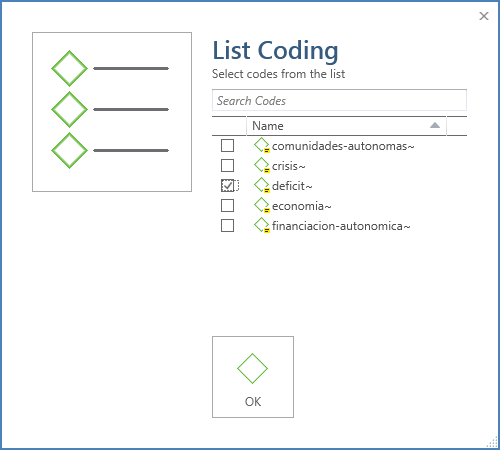 List Coding
Select codes from the list
Search Codes
Name
comunidades-autonomas~
crisis~
deficit~
economia~
financiacion-autonomica~
OK